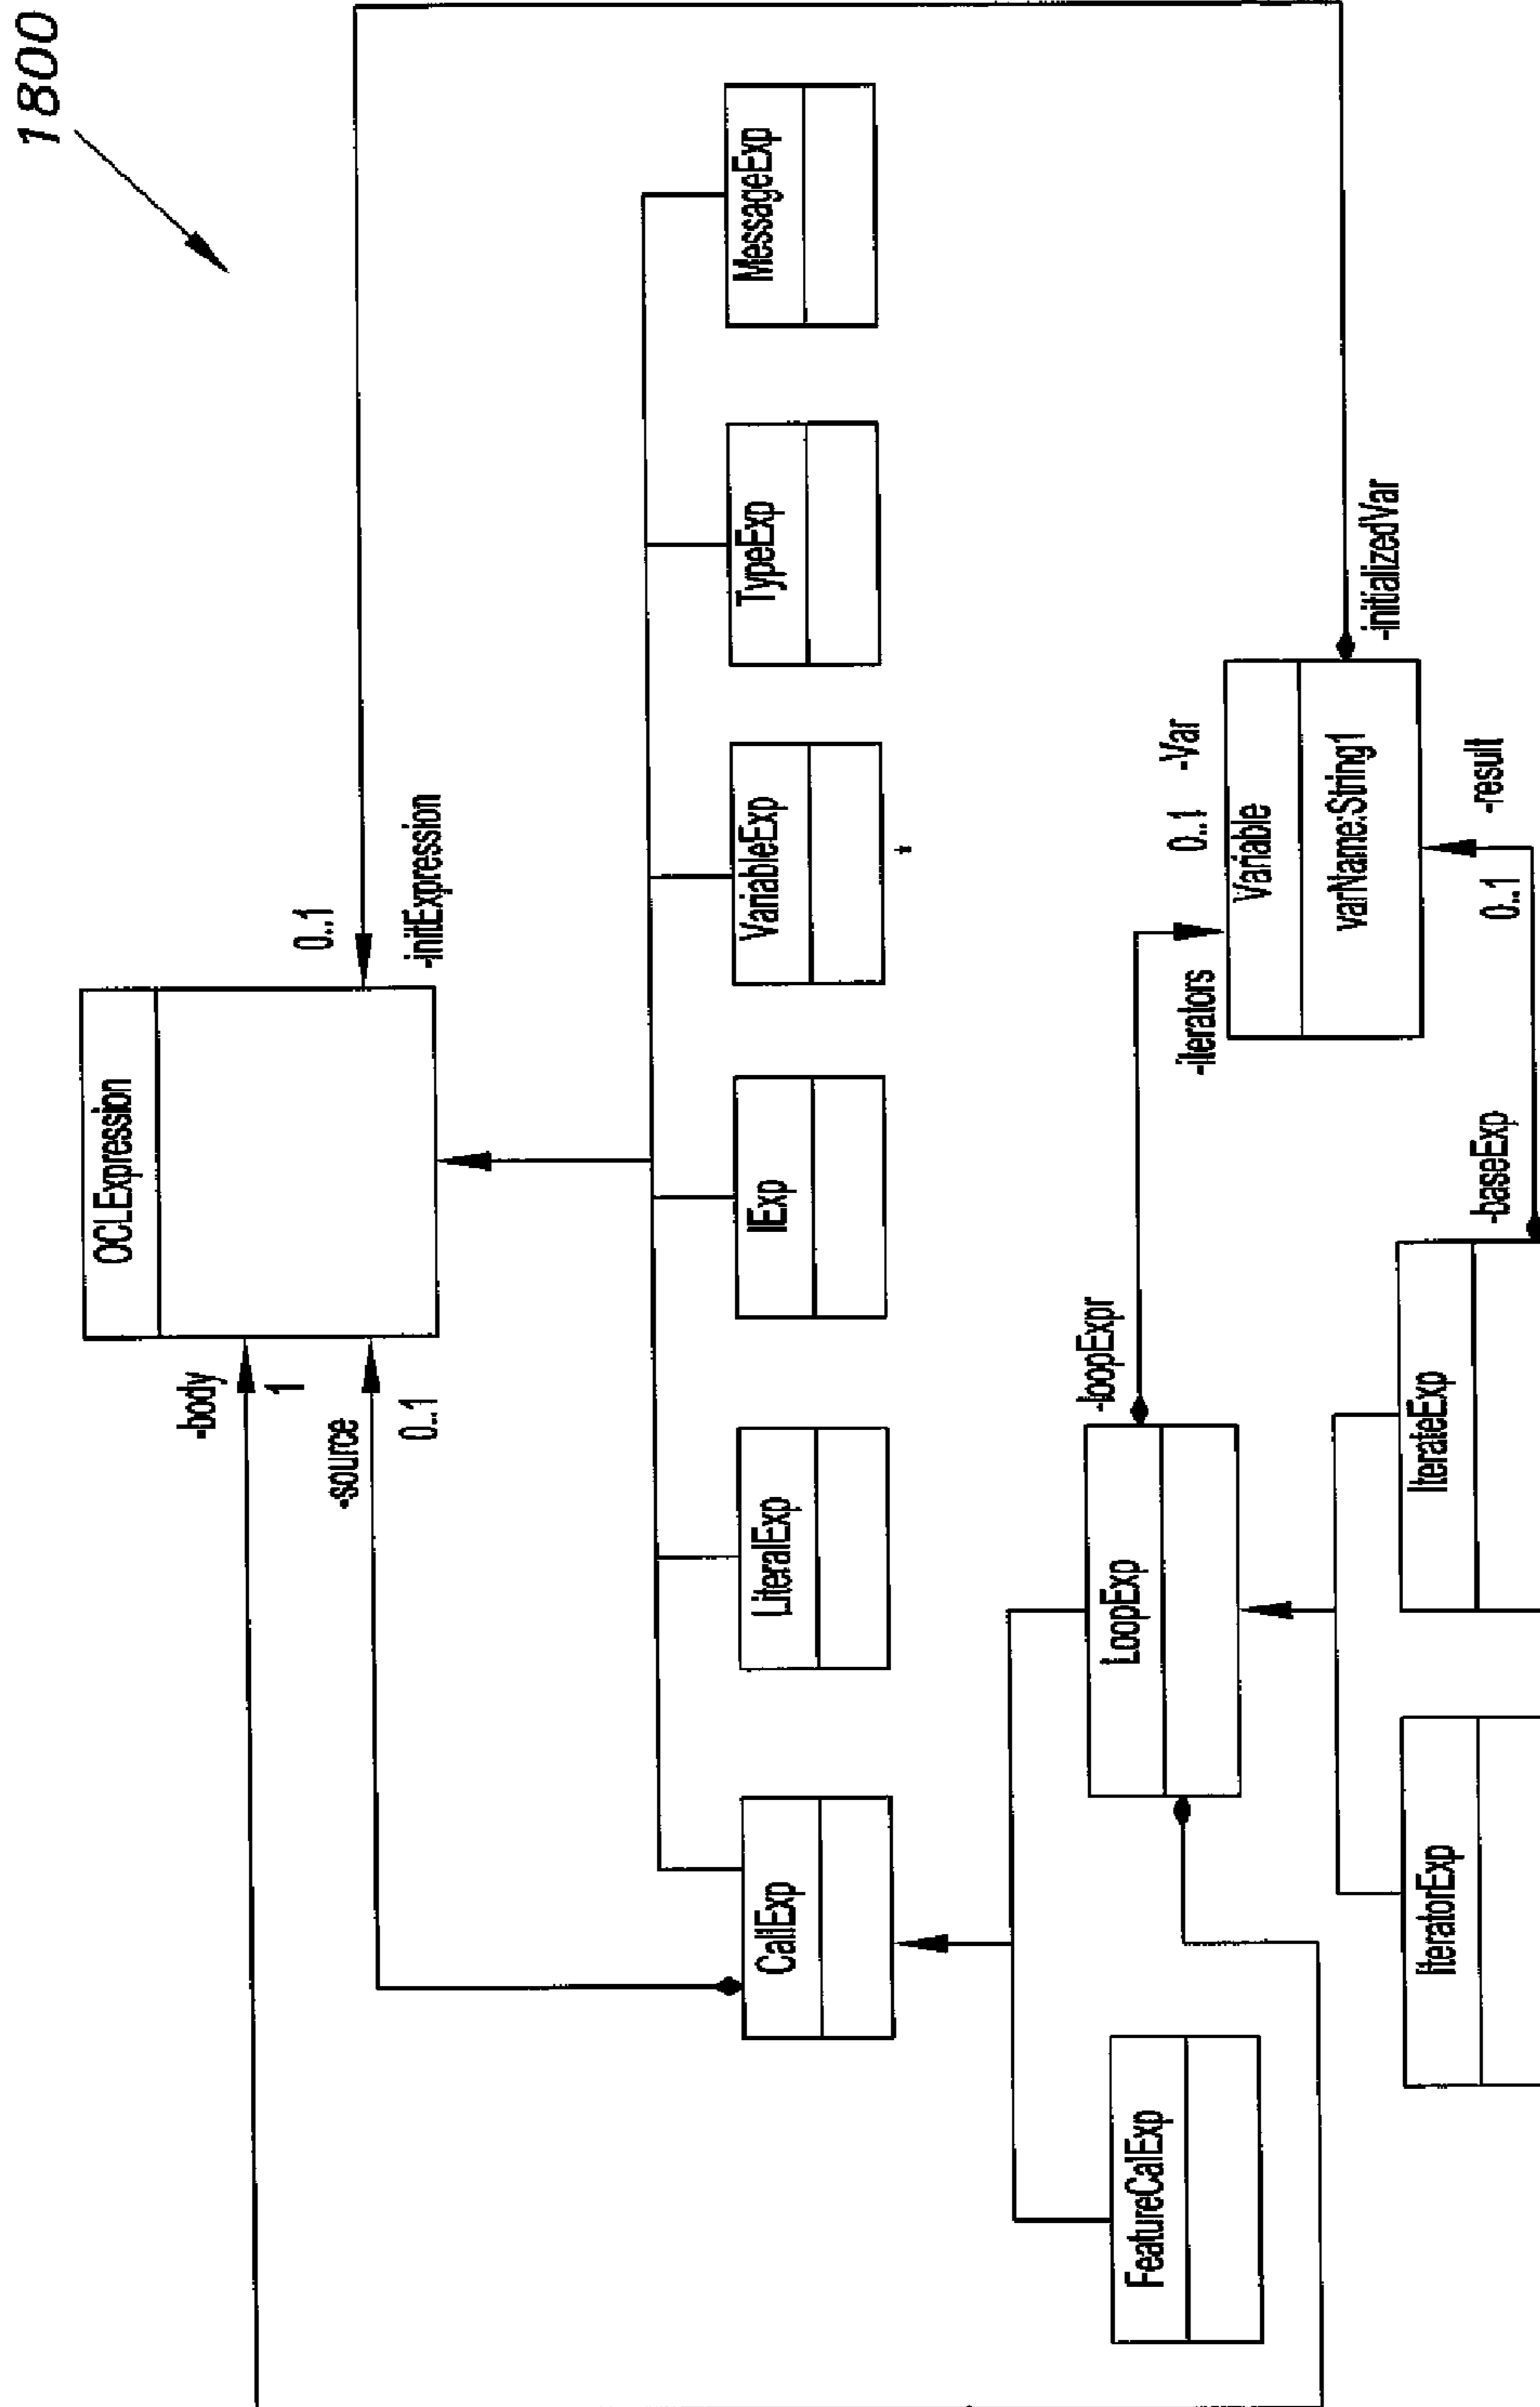 1800
OCLExpression
-body
1
-source
0..1
0..1
-initExpression
CallExp
LiteralExp
IExp
VariableExp
TypeExp
MessageExp
FeatureCalExp
LoopExp
-loopExpr
-iterators
0..1 -Var
Variable
varName:String1
-initializedVar
0..1
-result
IteratorExp
IterateExp
-baseExp